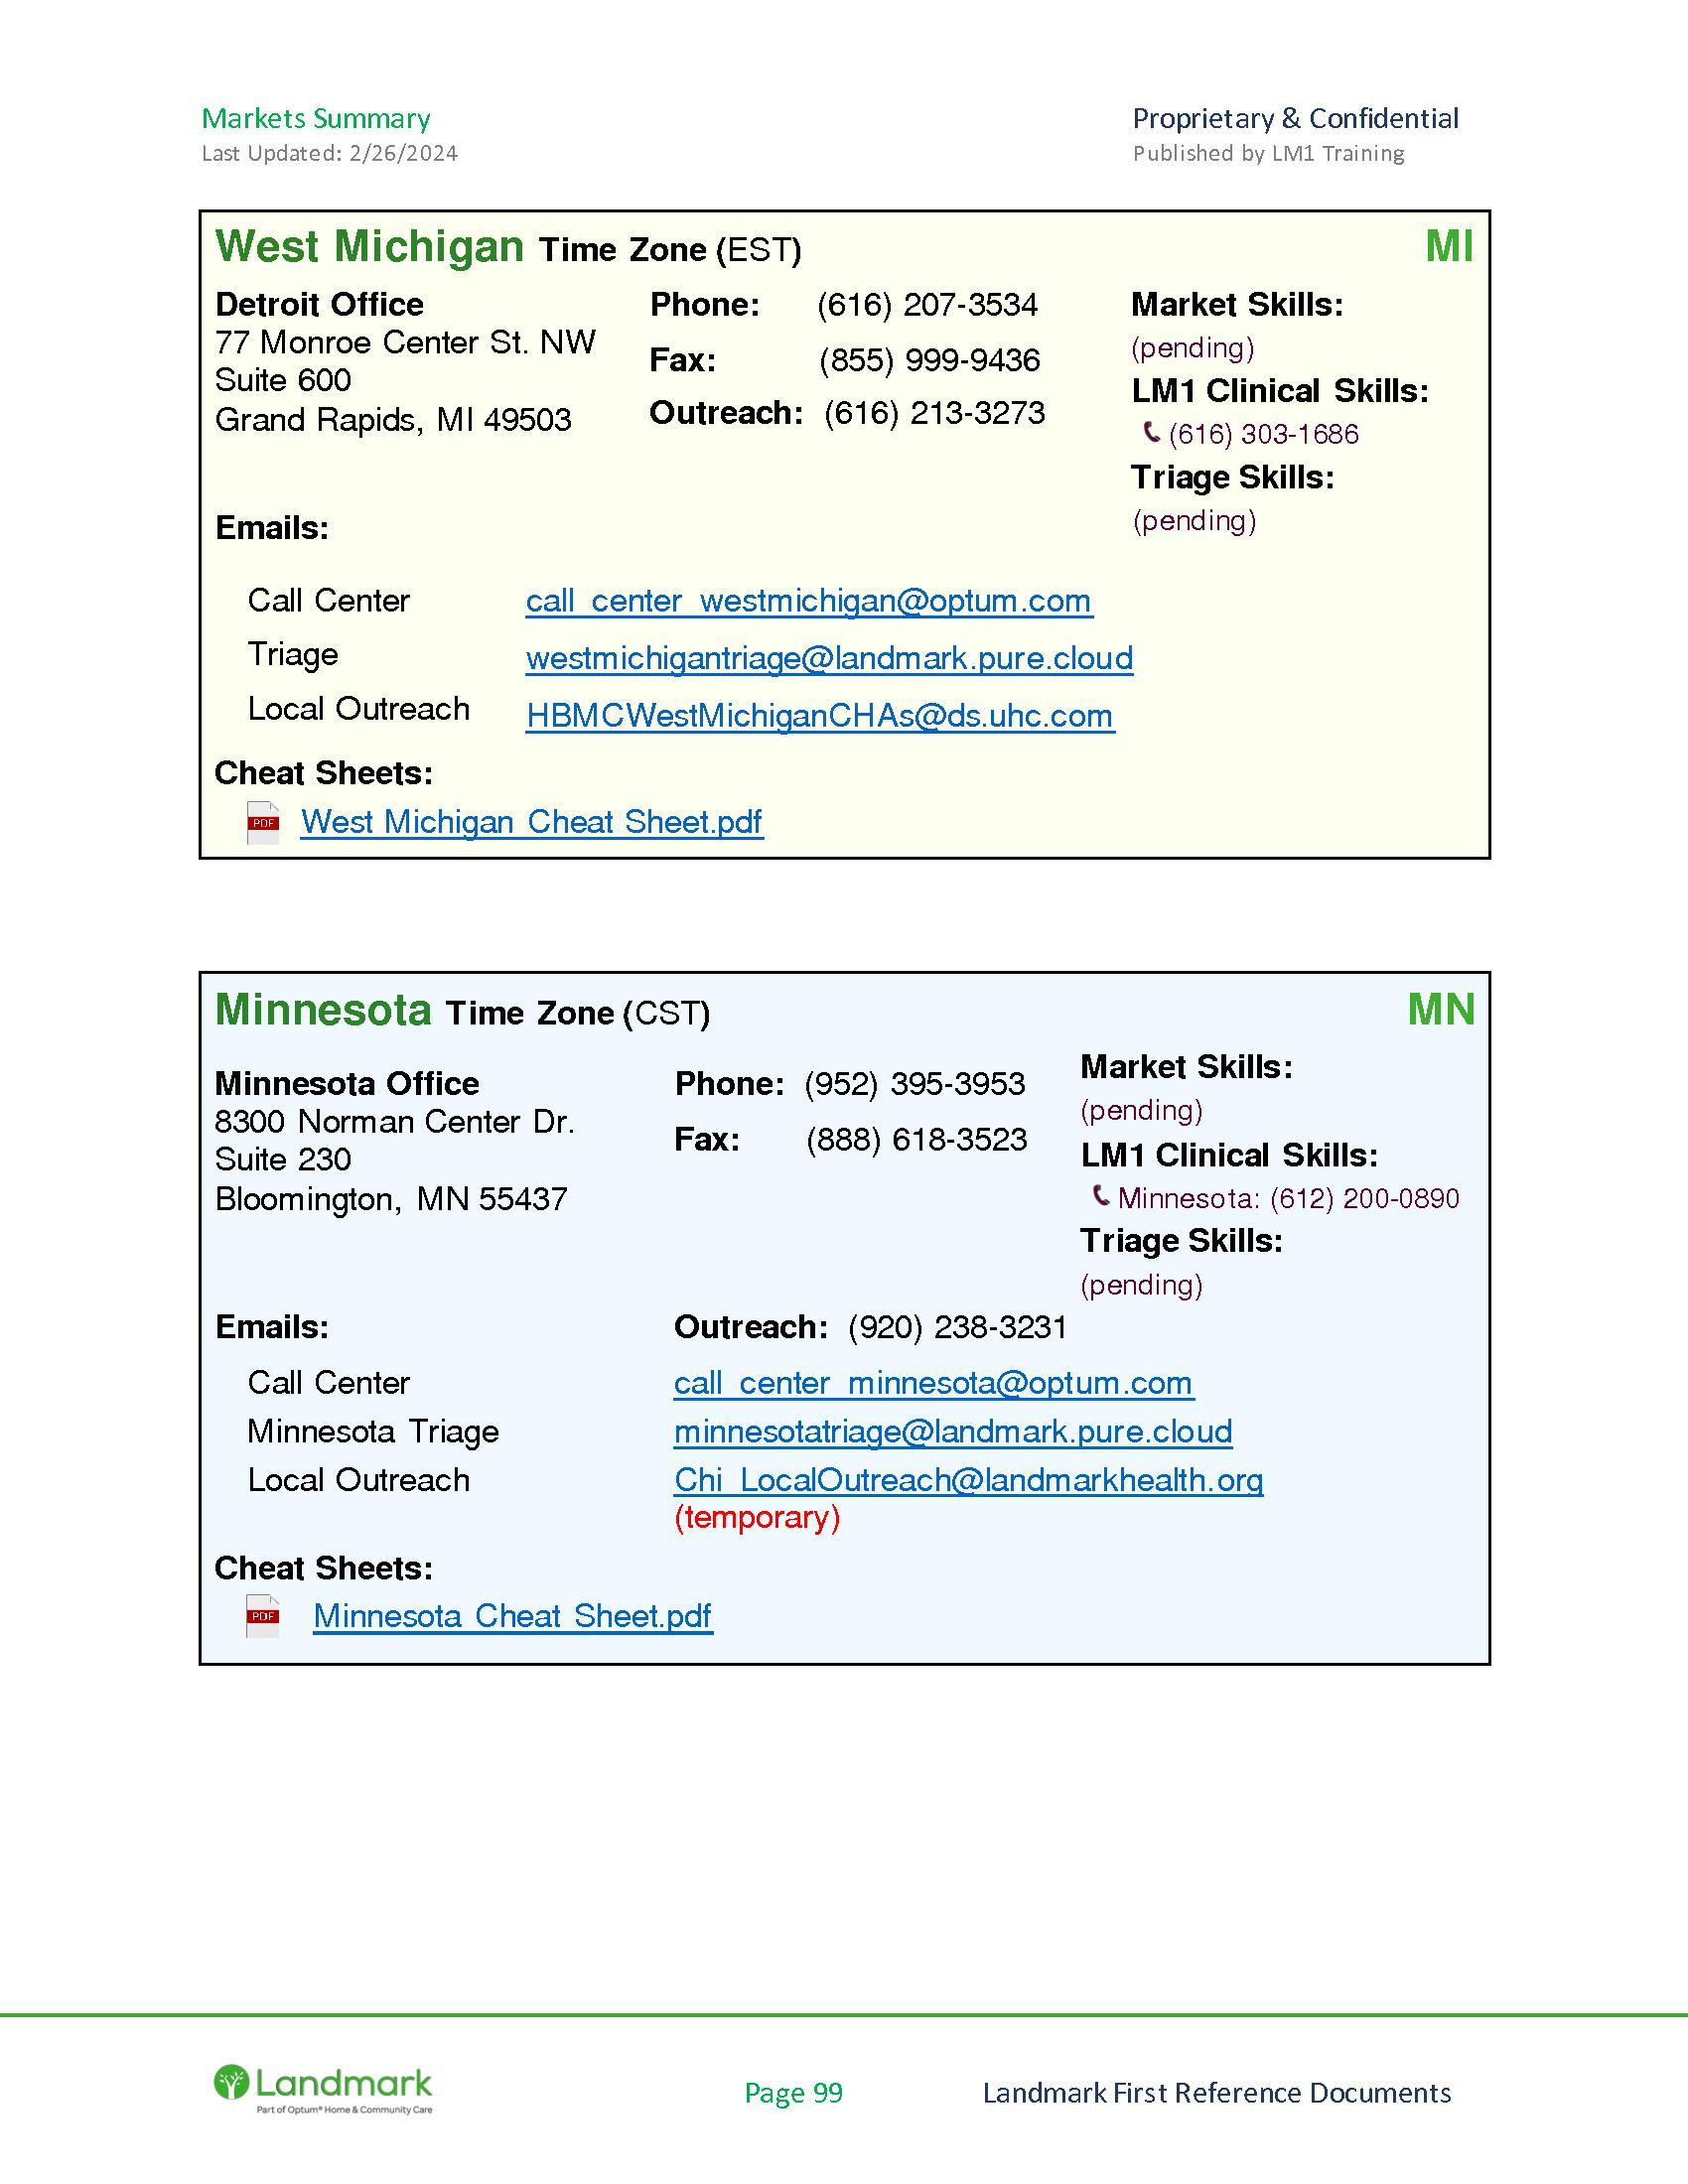 Markets Summary
Last Updated: 2/26/2024
Proprietary & Confidential
Published by LM1 Training
West Michigan Time Zone (EST)
MI
Detroit Office
77 Monroe Center St. NW
Suite 600
Grand Rapids, MI 49503
Phone: (616) 207-3534
Fax: (855) 999-9436
Outreach: (616) 213-3273
Market Skills:
(pending)
LM1 Clinical Skills:
(616) 303-1686
Triage Skills:
(pending)
Emails:
Call Center call_center_westmichigan@optum.com
Triage westmichigantriage@landmark.pure.cloud
Local Outreach HBMCWestMichiganCHAs@ds.uhc.com
Cheat Sheets:
PDF West Michigan Cheat Sheet.pdf
Minnesota Time Zone (CST)
MN
Minnesota Office
8300 Norman Center Dr.
Suite 230
Bloomington, MN 55437
Phone: (952) 395-3953
Fax: (888) 618-3523
Market Skills:
(pending)
LM1 Clinical Skills:
Minnesota: (612) 200-0890
Triage Skills:
(pending)
Emails:
Outreach: (920) 238-3231
Call Center call_center_minnesota@optum.com
Minnesota Triage minnesotatriage@landmark.pure.cloud
Local Outreach Chi_LocalOutreach@landmarkhealth.org
(temporary)
Cheat Sheets:
PDF Minnesota Cheat Sheet.pdf
Landmark
Part of Optum® Home & Community Care
Page 99
Landmark First Reference Documents